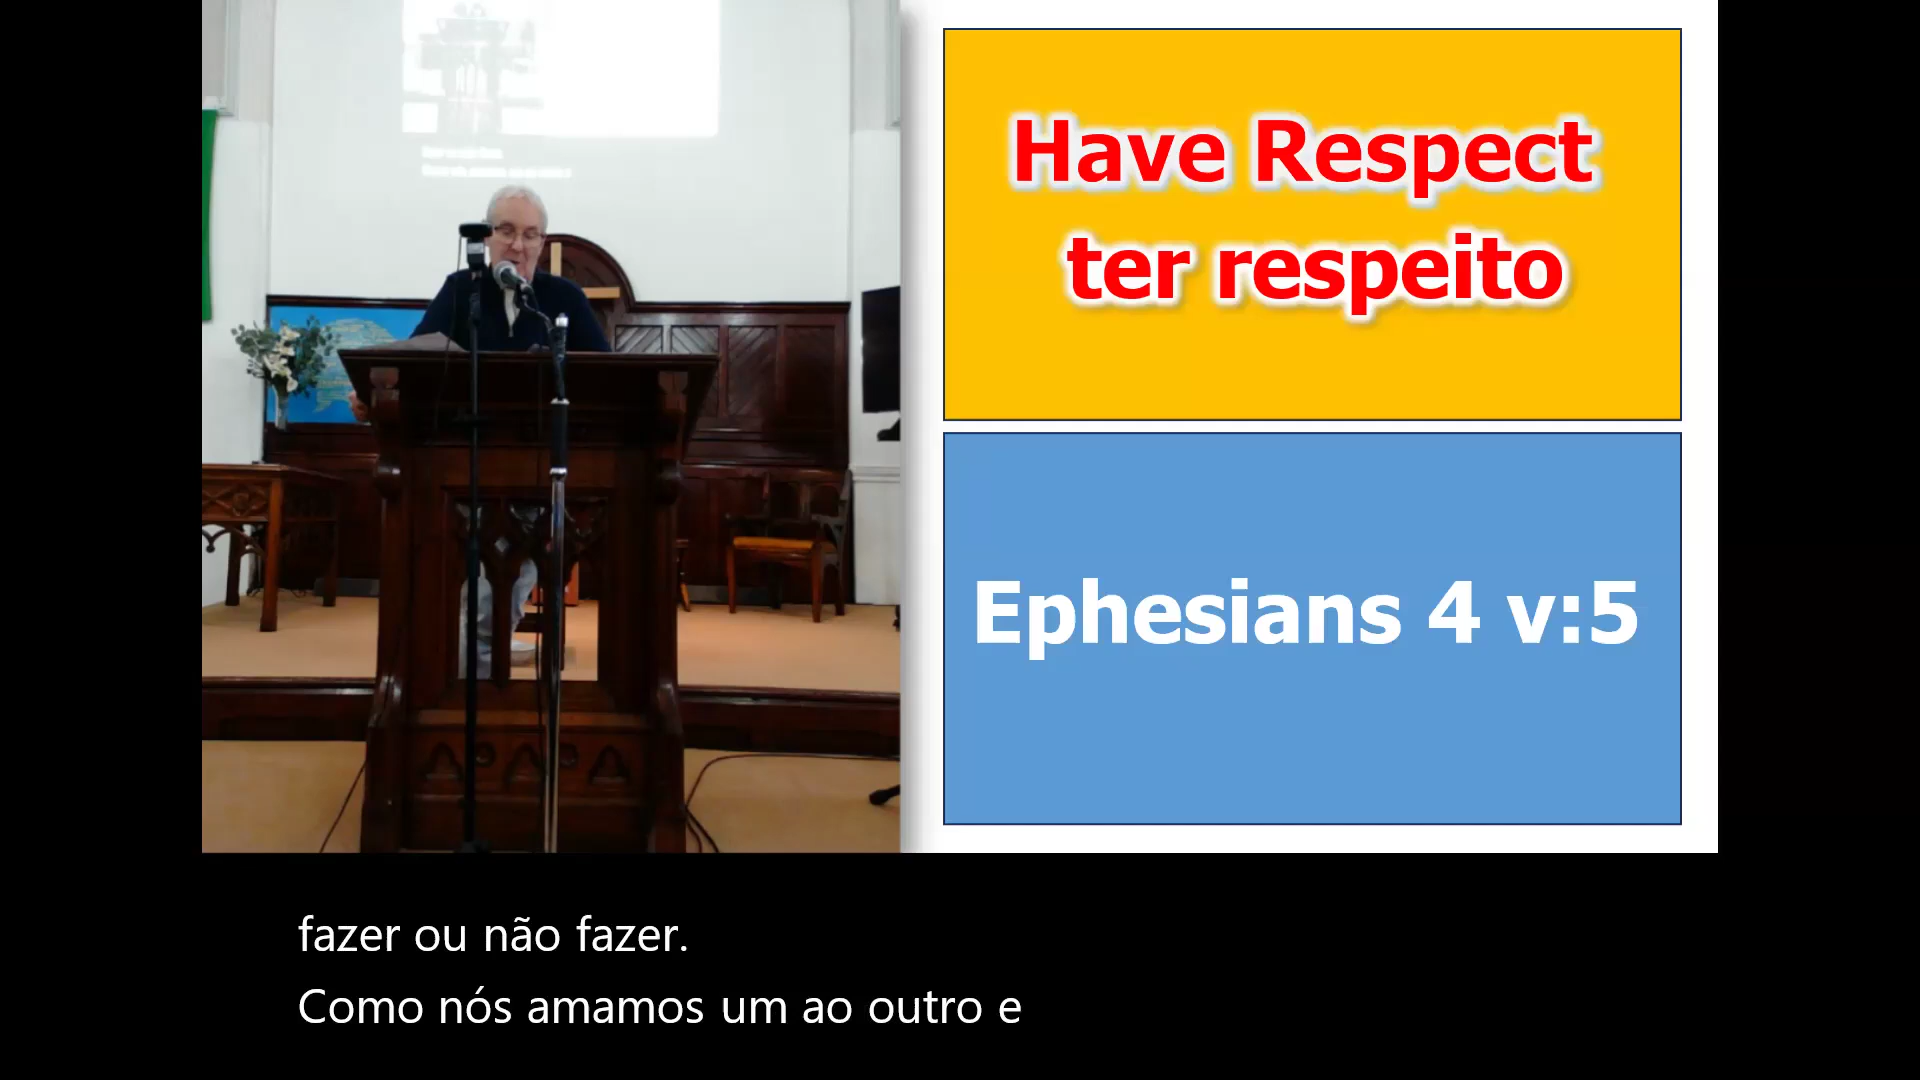 Have Respect
ter respeito
Ephesians 4 v:5
fazer ou não fazer.
Como nós amamos um ao outro e